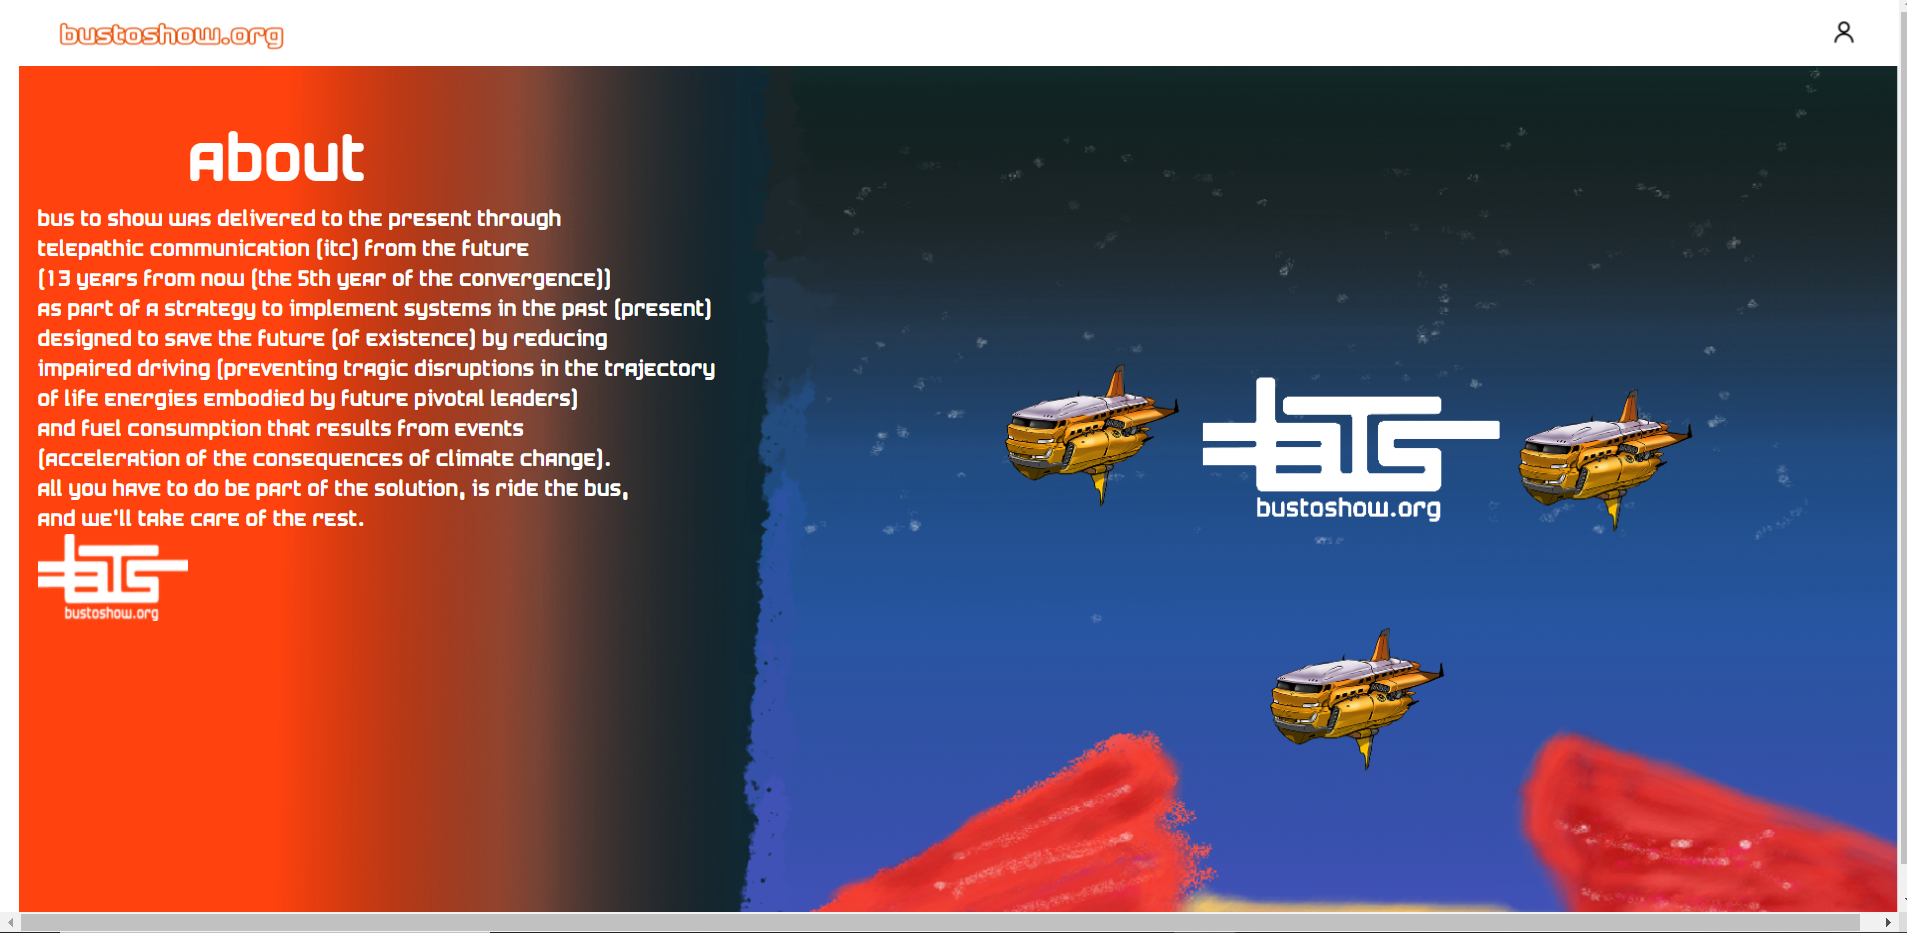 bustoshow.org
About
bus to show was delivered to the present through
telepathic communication (itc) from the future
(13 years from now (the 5th year of the convergence))
as part of a strategy to implement systems in the past (present)
designed to save the future (of existence) by reducing
impaired driving (preventing tragic disruptions in the trajectory
of life energies embodied by future pivotal leaders)
and fuel consumption that results from events
(acceleration of the consequences of climate change).
All you have to do be part of the solution, is ride the bus,
and we'll take care of the rest.
bTS
bustoshow.org
bTS
bustoshow.org